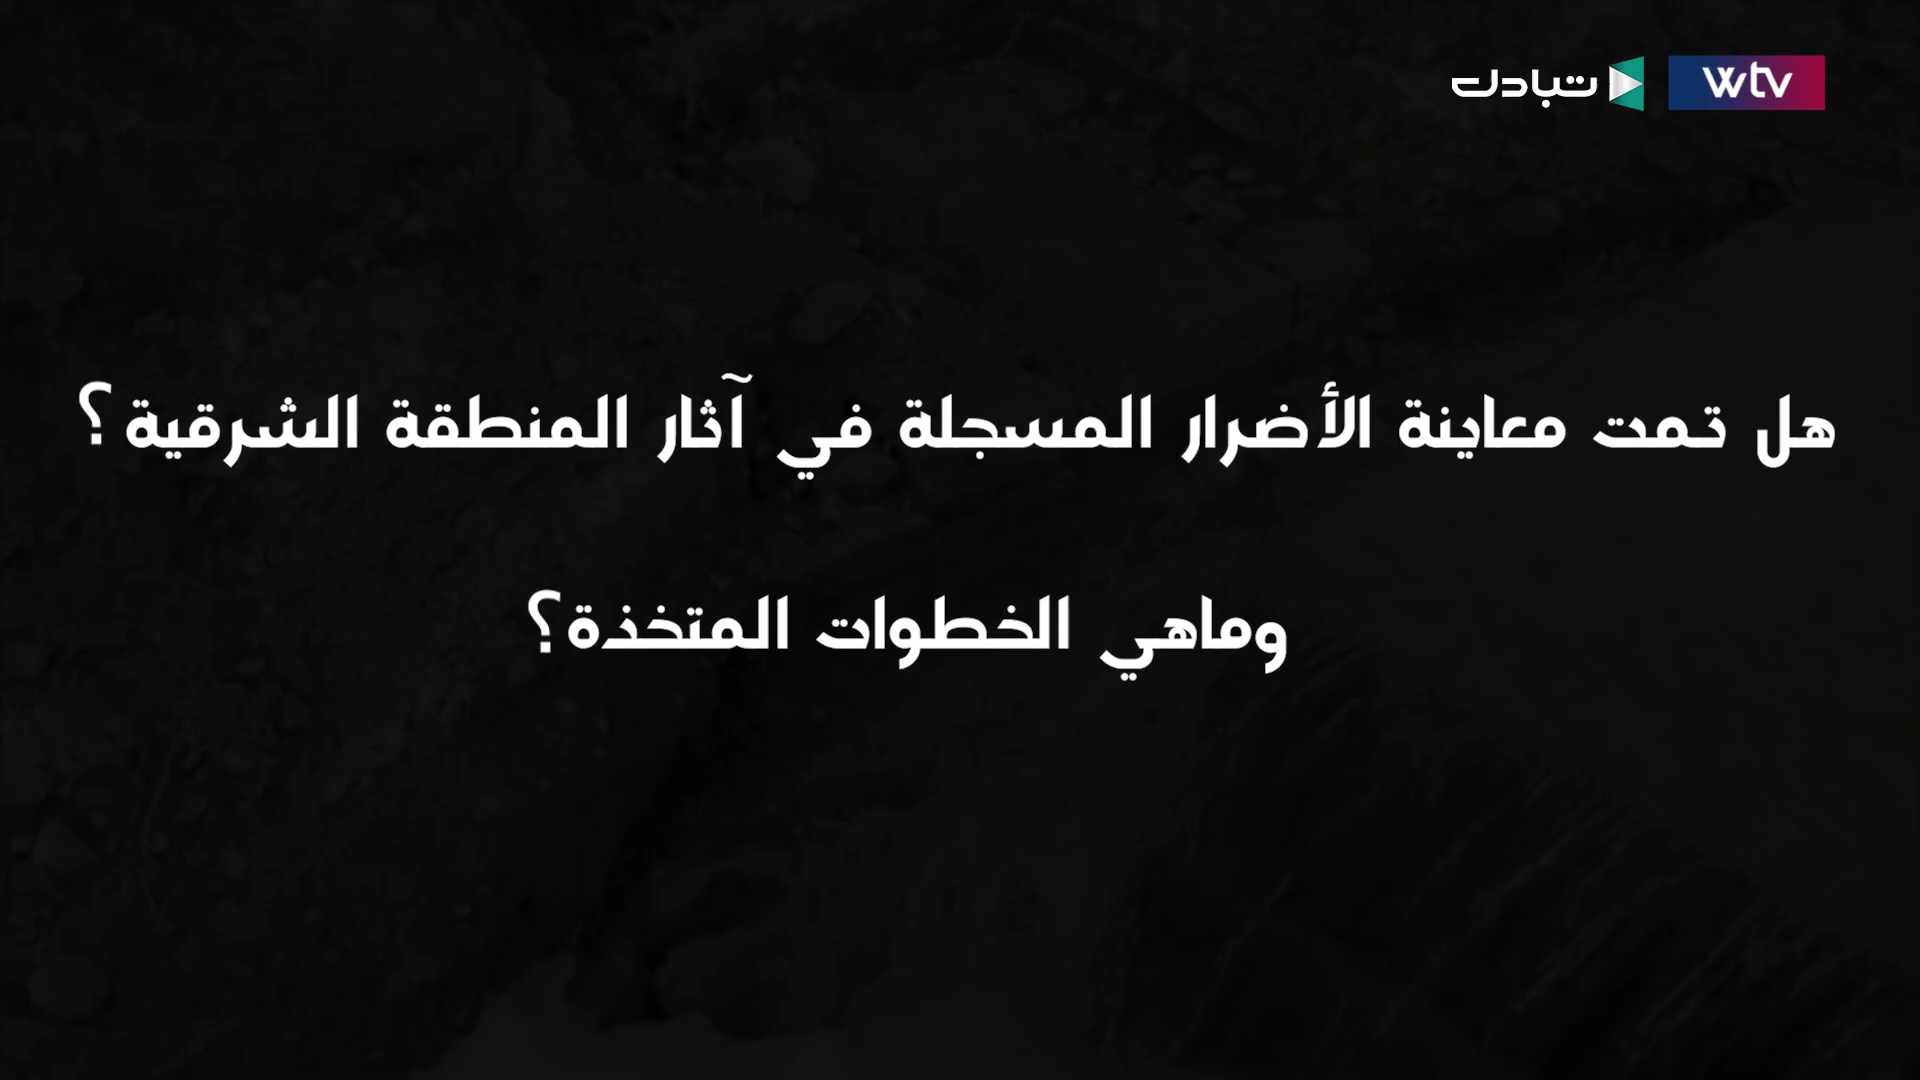 تبادل wtv
هل تمت معاينة الأضرار المسجلة في آثار المنطقة الشرقية ؟
وماهي الخطوات المتخذة؟